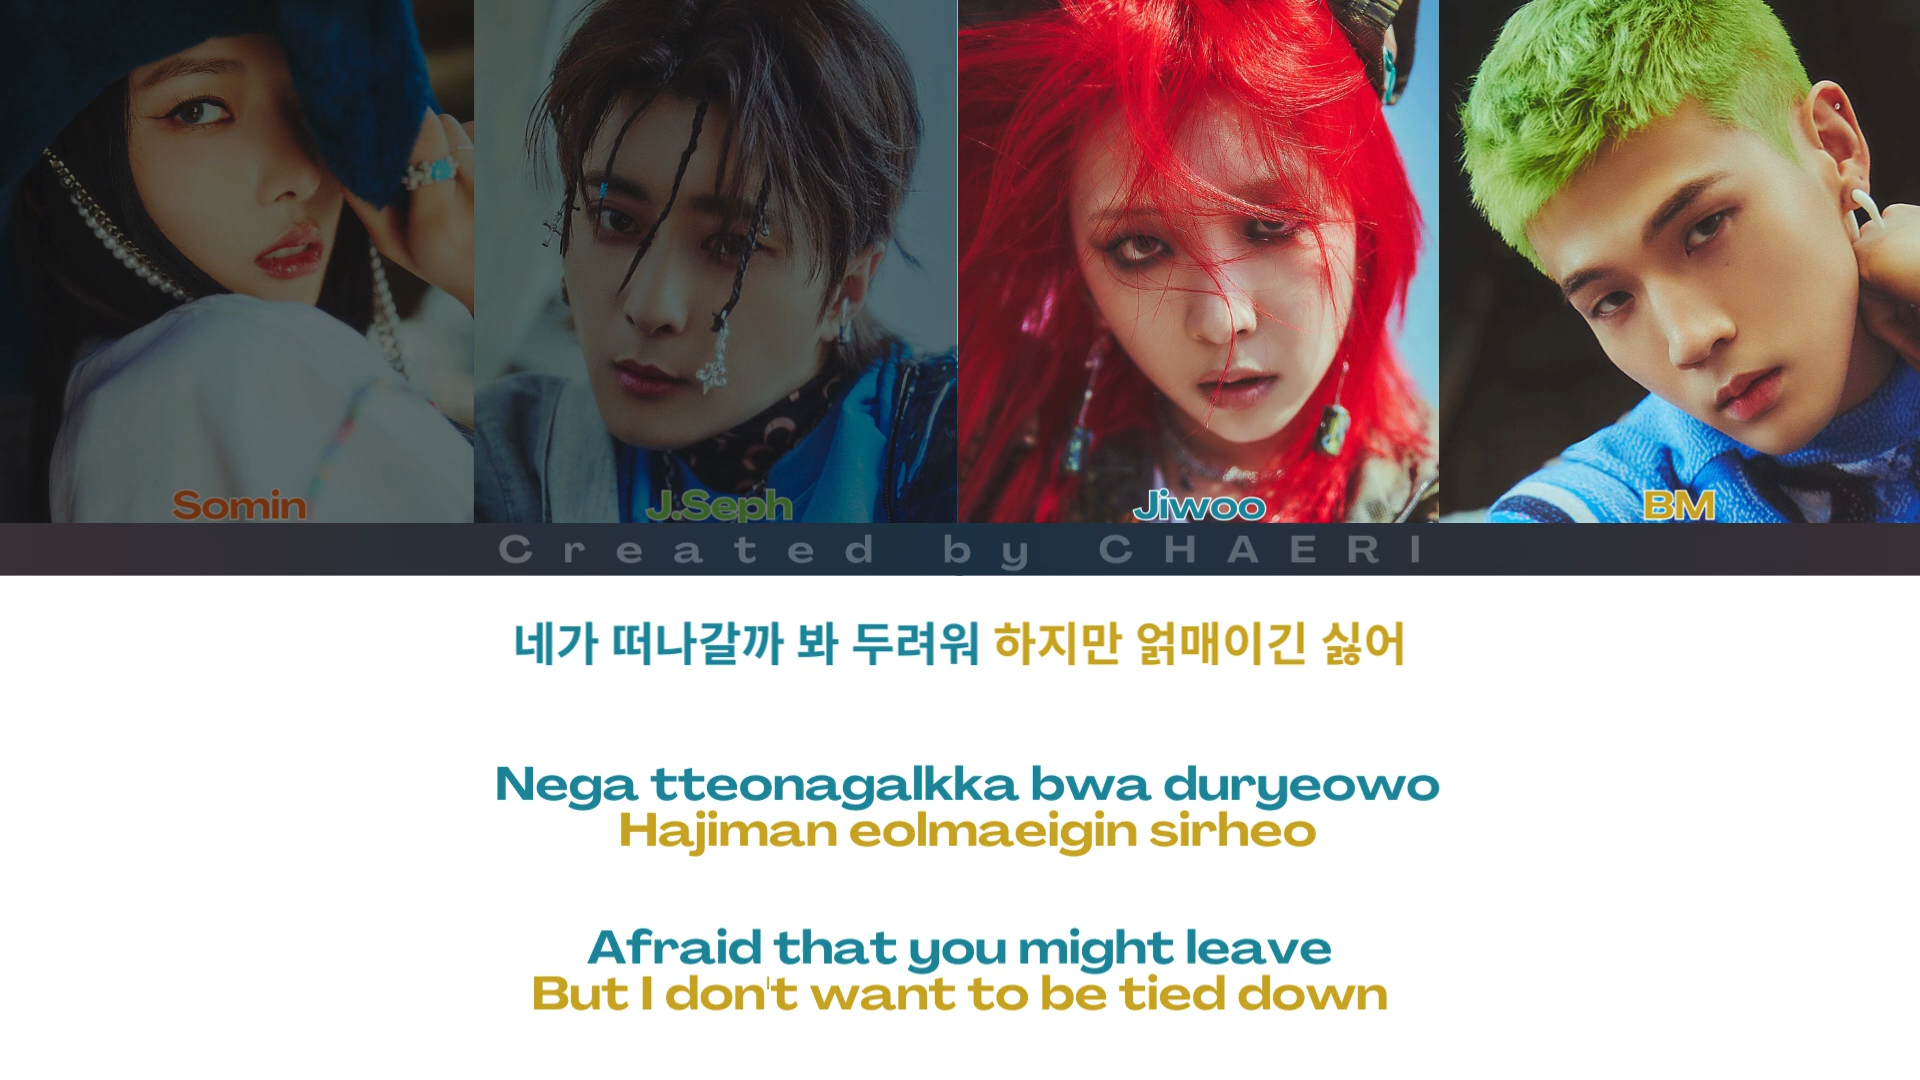 Somin
J.Seph
Jiwoo
BM
Created by CHAERI
네가 떠나갈까 봐 두려워 하지만 얽매이긴 싫어
Nega tteonagalkka bwa duryeowo
Hajiman eolmaeigin sirheo
Afraid that you might leave
But I don't want to be tied down